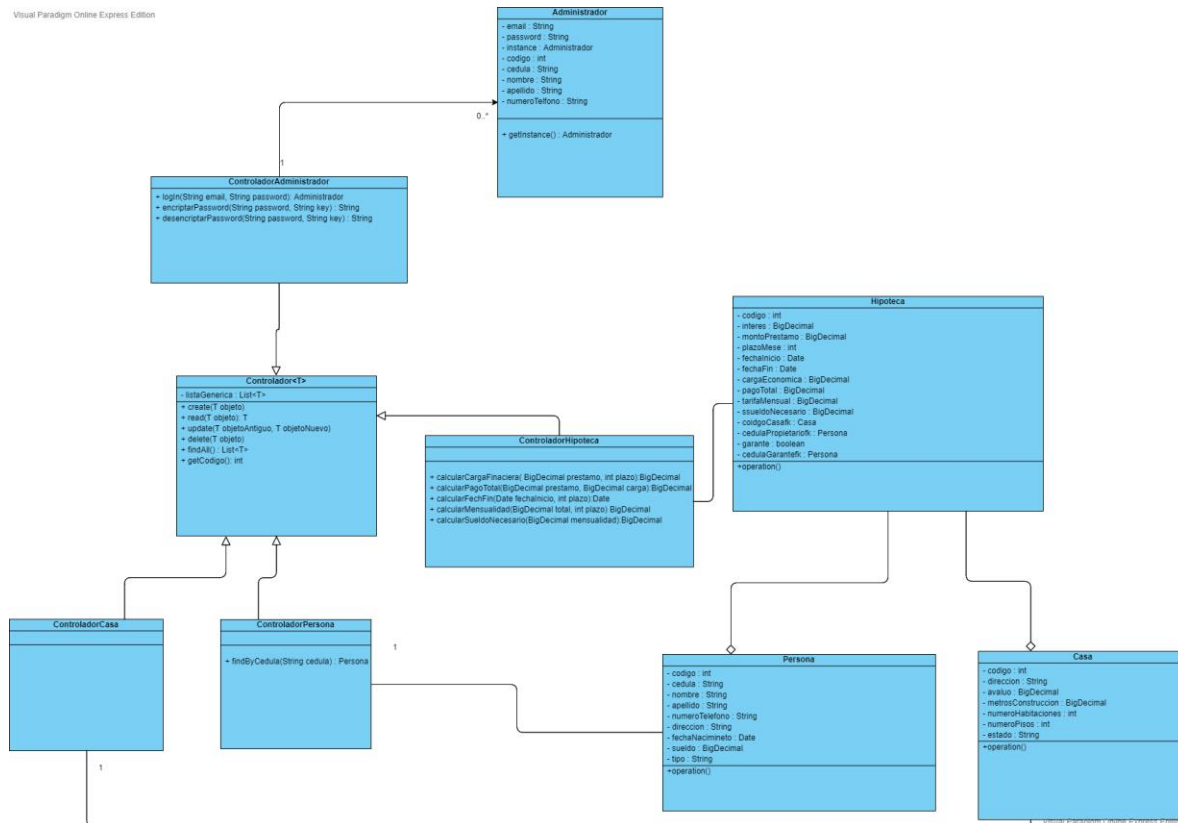 Visual Paradigm Online Express Edition
Administrador
- email : String
- password : String
- instance : Administrador
- codigo : int
- cedula : String
- nombre : String
- apellido : String
- numeroTelfono : String
+ getInstance() : Administrador
0..*
1
ControladorAdministrador
+ logIn(String email, String password): Administrador
+ encriptarPassword(String password, String key) : String
+ desencriptarPassword(String password, String key) : String
Hipoteca
- codigo : int
- interes : BigDecimal
- montoPrestamo : BigDecimal
- plazoMese : int
- fechaInicio : Date
- fechaFin : Date
- cargaEconomica : BigDecimal
- pagoTotal : BigDecimal
- tarifaMensual : BigDecimal
- ssueldoNecesario : BigDecimal
- coidgoCasafk : Casa
- cedulaPropietariofk : Persona
- garante : boolean
- cedulaGarantefk : Persona
+operation()
Controlador<T>
- listaGenerica : List<T>
+ create(T objeto)
+ read(T objeto): T
+ update(T objetoAntiguo, T objetoNuevo)
+ delete(T objeto)
+ findAll() : List<T>
+ getCodigo(): int
ControladorHipoteca
+ calcularCargaFinaciera( BigDecimal prestamo, int plazo):BigDecimal
+ calcularPagoTotal(BigDecimal prestamo, BigDecimal carga):BigDecimal
+ calcularFechFin(Date fechaInicio, int plazo):Date
+ calcularMensualidad(BigDecimal total, int plazo) BigDecimal
+ calcularSueldoNecesario(BigDecimal mensualidad):BigDecimal
ControladorCasa
1
ControladorPersona
+ findByCedula(String cedula) : Persona
1
Persona
- codigo : int
- cedula : String
- nombre : String
- apellido : String
- numeroTelefono : String
- direccion : String
- fechaNacimineto : Date
- sueldo : BigDecimal
- tipo : String
+operation()
Casa
- codigo : int
- direccion : String
- avaluo : BigDecimal
- metrosConstruccion : BigDecimal
- numeroHabitaciones : int
- numeroPisos : int
- estado : String
+operation()
Visual Paradigm Online Express Edition